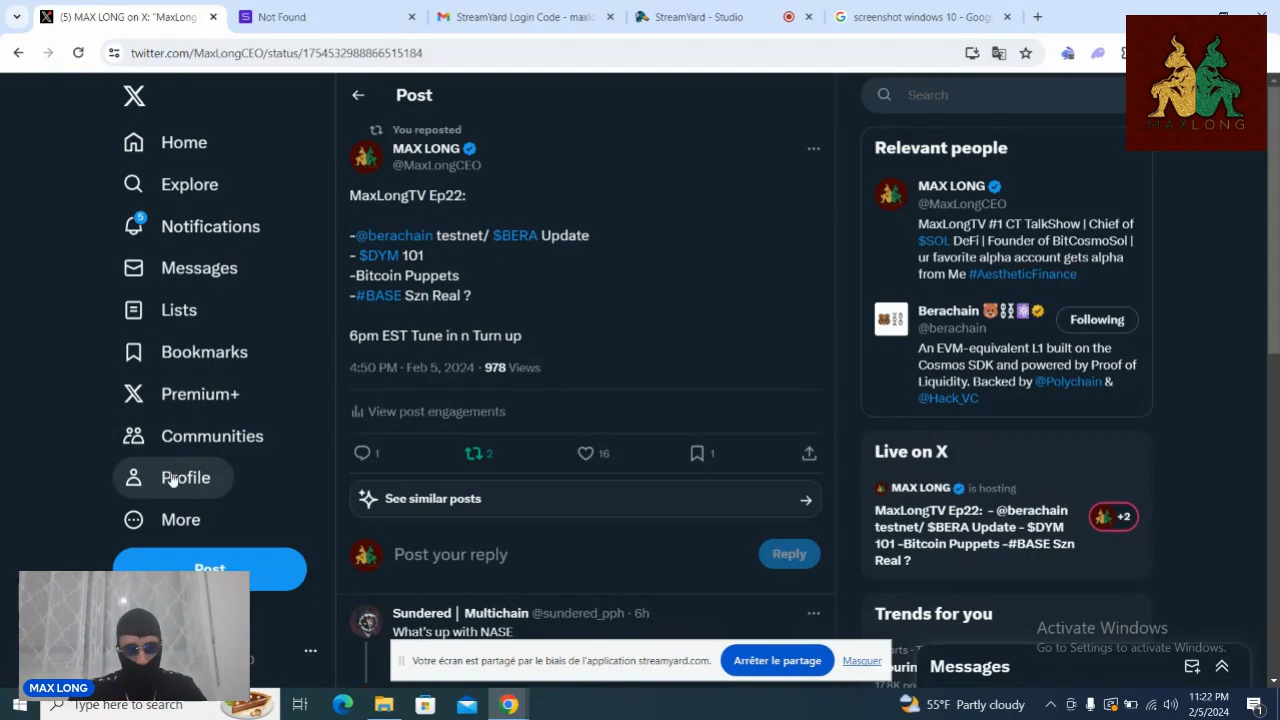 (5) MAX LONG on X: "MaxLong
Not Found
StreamYard Login Code - maxlo
StreamYard - Studio
screenshot windows 10 - Goog
twitter.com/MaxLongCEO/status/1754532988866515184
MAXLONG
Home
Explore
5
Notifications
Messages
Lists
Bookmarks
Premium+
Communities
Profile
More
Post
Post
You reposted
MAX LONG
@MaxLongCEO
MaxLongTV Ep22:
-@berachain testnet/ $BERA Update
- $DYM 101
-Bitcoin Puppets
-#BASE Szn Real ?
6pm EST Tune in n Turn up
4:50 PM · Feb 5, 2024 · 978 Views
View post engagements
1 2 16 1
See similar posts
Post your reply
Reply
Sundered | Multichain @sundered_pph · 6h
What's up with NASE
Votre écran est partagé par le biais de l'application streamyard.com.
Arrêter le partage
Masquer
Search
Relevant people
MAX LONG
@MaxLongCEO
MaxLongTV #1 CT TalkShow | Chief of
$SOL DeFi | Founder of BitCosmoSol |
ur favorite alpha account gets alpha
from Me #AestheticFinance
Berachain
@berachain
Following
An EVM-equivalent L1 built on the
Cosmos SDK and powered by Proof of
Liquidity. Backed by @Polychain &
@Hack_VC
Live on X
MAX LONG is hosting
MaxLongTV Ep22: - @berachain
testnet/ $BERA Update - $DYM
101 -Bitcoin Puppets -#BASE Szn
Real ?
+2
Trends for you
Activate Windows
Go to Settings to activate Windows.
Messages
MAX LONG
Type here to search
55°F Partly cloudy
11:22 PM
2/5/2024
1